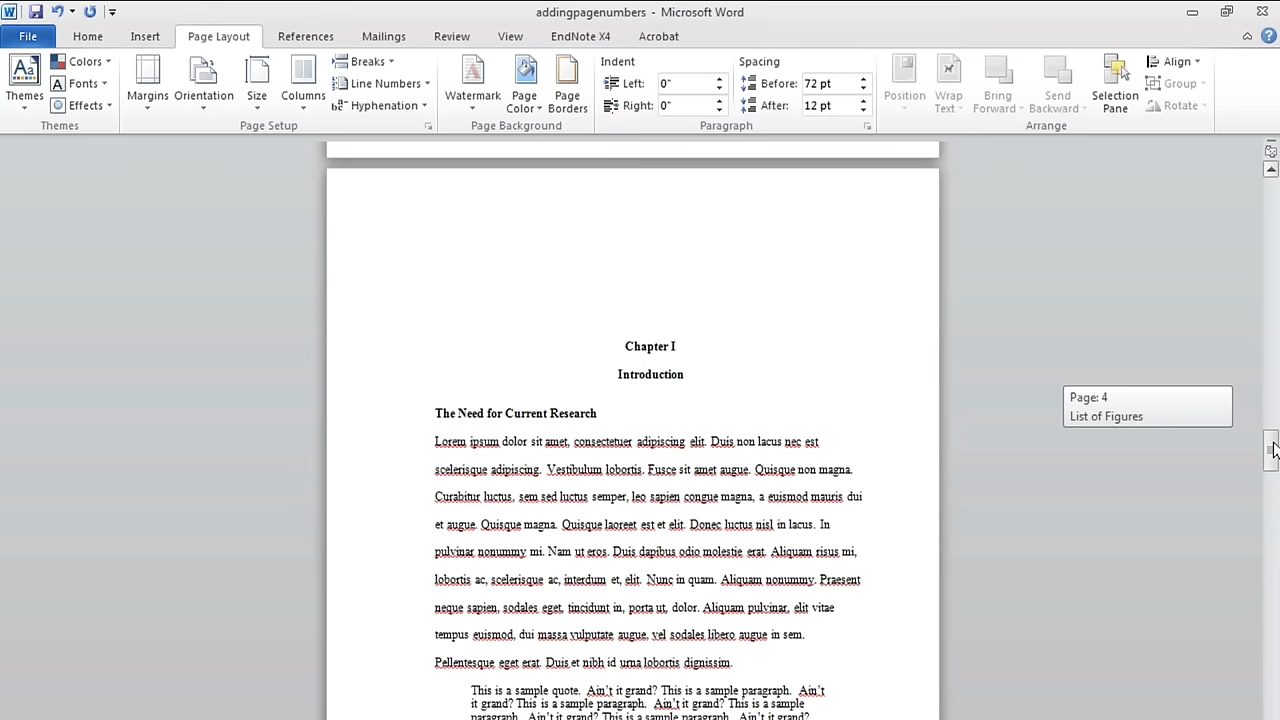 addingpagenumbers - Microsoft Word
File Home Insert Page Layout References Mailings Review View EndNote X4 Acrobat
Themes
Colors
Fonts
Effects
Themes
Margins
Orientation
Size
Columns
Breaks
Line Numbers
Hyphenation
Page Setup
Watermark
Page Color
Page Borders
Page Background
Indent
Left: 0"
Right: 0"
Spacing
Before: 72 pt
After: 12 pt
Paragraph
Position
Wrap Text
Bring Forward
Send Backward
Selection Pane
Align
Group
Rotate
Arrange
Chapter I
Introduction
Page: 4
List of Figures
The Need for Current Research
Lorem ipsum dolor sit amet, consectetuer adipiscing elit. Duis non lacus nec est
scelerisque adipiscing. Vestibulum lobortis. Fusce sit amet augue. Quisque non magna.
Curabitur luctus, sem sed luctus semper, leo sapien congue magna, a euismod mauris dui
et augue. Quisque magna. Quisque laoreet est et elit. Donec luctus nisl in lacus. In
pulvinar nonummy mi. Nam ut eros. Duis dapibus odio molestie erat. Aliquam risus mi,
lobortis ac, scelerisque ac, interdum et, elit. Nunc in quam. Aliquam nonummy. Praesent
neque sapien, sodales eget, tincidunt in, porta ut, dolor. Aliquam pulvinar, elit vitae
tempus euismod, dui massa vulputate augue, vel sodales libero augue in sem.
Pellentesque eget erat. Duis et nibh id urna lobortis dignissim.
This is a sample quote. Ain't it grand? This is a sample paragraph. Ain't
it grand? This is a sample paragraph. Ain't it grand? This is a sample
paragraph. Ain't it grand? This is a sample paragraph. Ain't it grand?